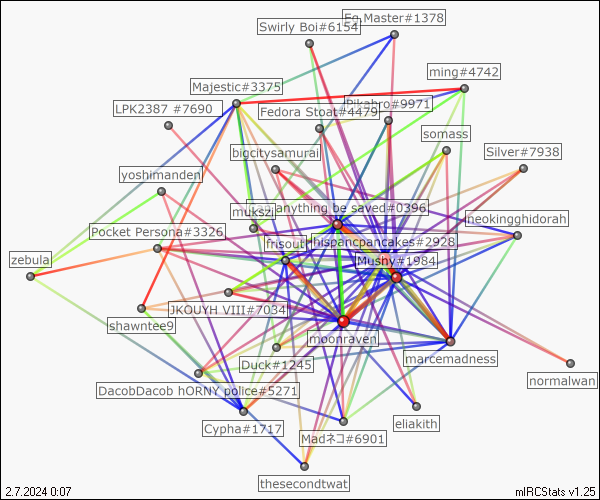 Eg Master#1378
Swirly Boi#6154
ming#4742
Majestic#3375
Pikabro#9971
LPK2387 #7690
Fedora Stoat#4479
somass
bigcitysamurai
Silver#7938
yoshimanden
anything be saved#0396
mukszi
neokingghidorah
Pocket Persona#3326
hispancpancakes#2928
frisout
zebula
Mushy#1984
JKOUYH VIII#7034
shawntee9
moonraven
marcemadness
Duck#1245
normalwan
DacobDacob hORNY police#5271
eliakith
Cypha#1717
Madネコ#6901
thesecondtwat
2.7.2024 0:07
mIRCStats v1.25